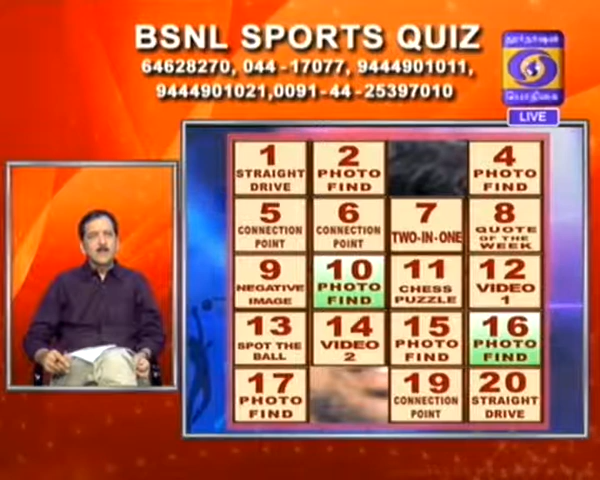 BSNL SPORTS QUIZ
64628270, 044-17077, 9444901011,
9444901021,0091-44-25397010
தூர்தர்ஷன்
பொதிகை
LIVE
1
STRAIGHT
DRIVE
2
PHOTO
FIND
4
PHOTO
FIND
5
CONNECTION
POINT
6
CONNECTION
POINT
7
TWO-IN-ONE
8
QUOTE
OF THE
WEEK
9
NEGATIVE
IMAGE
10
PHOTO
FIND
11
CHESS
PUZZLE
12
VIDEO
1
13
SPOT THE
BALL
14
VIDEO
2
15
PHOTO
FIND
16
PHOTO
FIND
17
PHOTO
FIND
19
CONNECTION
POINT
20
STRAIGHT
DRIVE